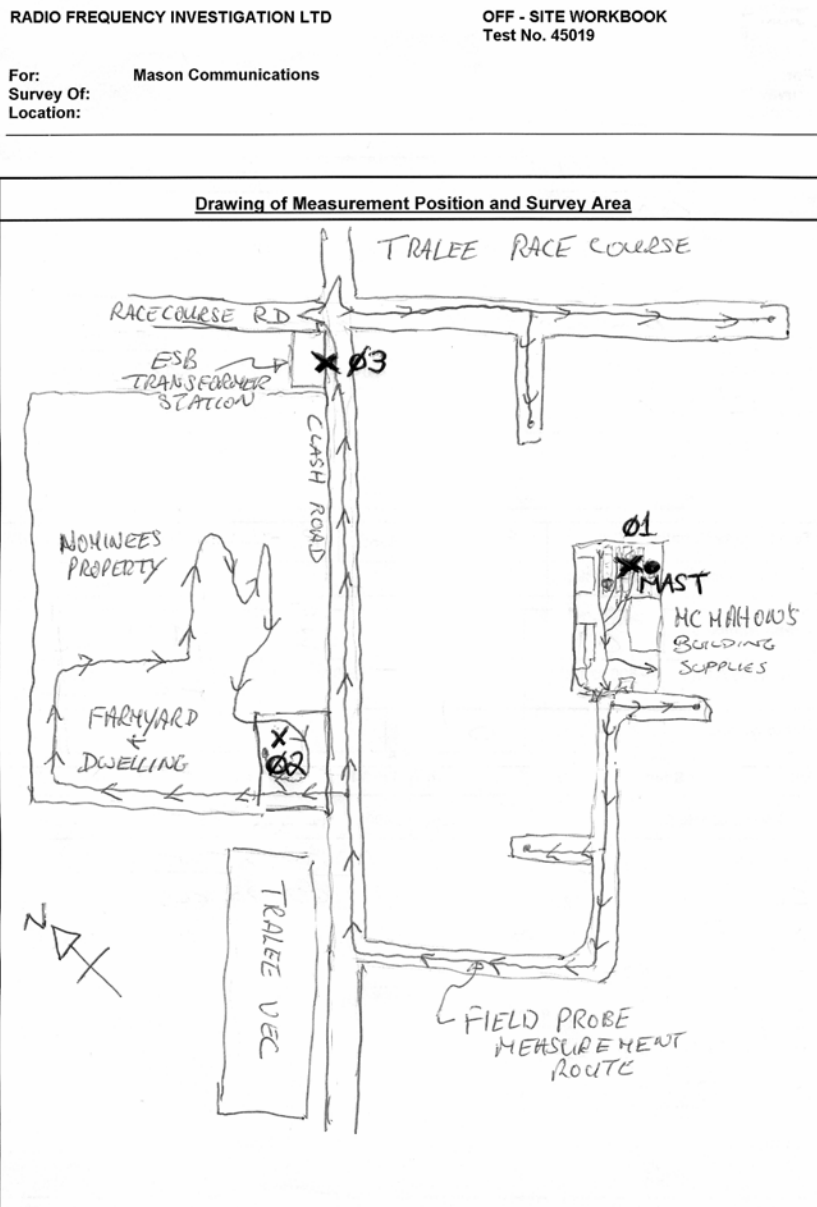 RADIO FREQUENCY INVESTIGATION LTD
OFF - SITE WORKBOOK
Test No. 45019
For: Mason Communications
Survey Of:
Location:
Drawing of Measurement Position and Survey Area
TRALEE RACE COURSE
RACECOURSE RD
ESB
TRANSFORMER
STATION
Ø3
CLASH ROAD
NOMINEES
PROPERTY
Ø1
MAST
MC MAHON'S
BUILDING
SUPPLIES
FARMYARD
+
DWELLING
Ø2
TRALEE VEC
N
FIELD PROBE
MEASUREMENT
ROUTE